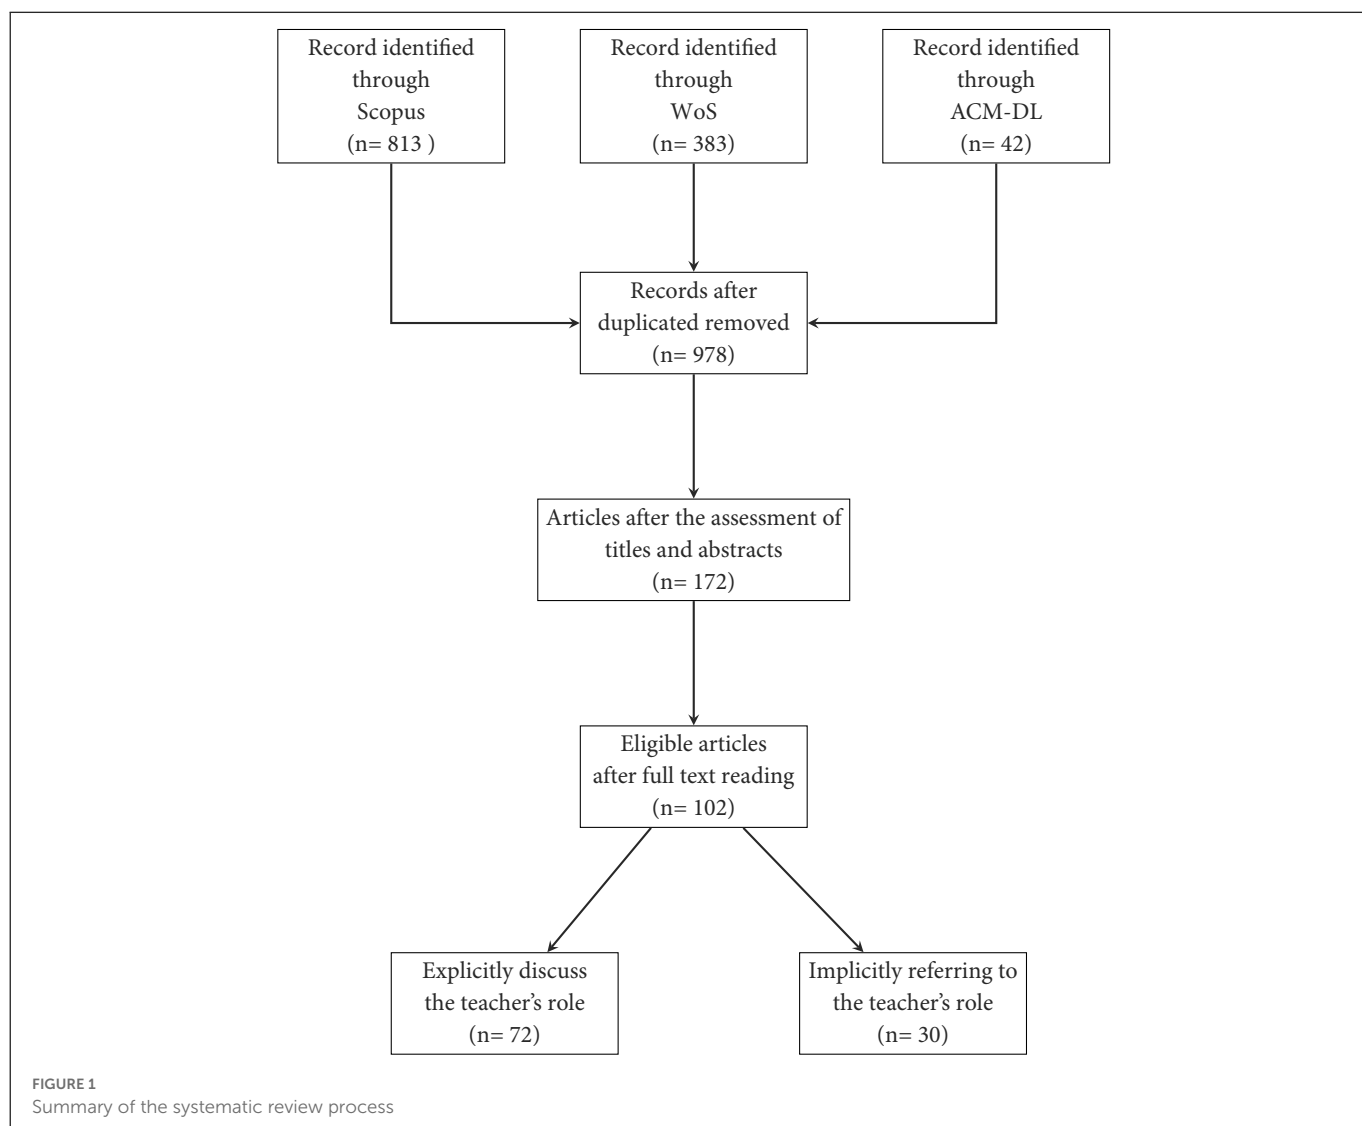 Record identified
through
Scopus
(n= 813 )
Record identified
through
WoS
(n= 383)
Record identified
through
ACM-DL
(n= 42)
Records after
duplicated removed
(n= 978)
Articles after the assessment of
titles and abstracts
(n= 172)
Eligible articles
after full text reading
(n= 102)
Explicitly discuss
the teacher’s role
(n= 72)
Implicitly referring to
the teacher’s role
(n= 30)
FIGURE 1
Summary of the systematic review process